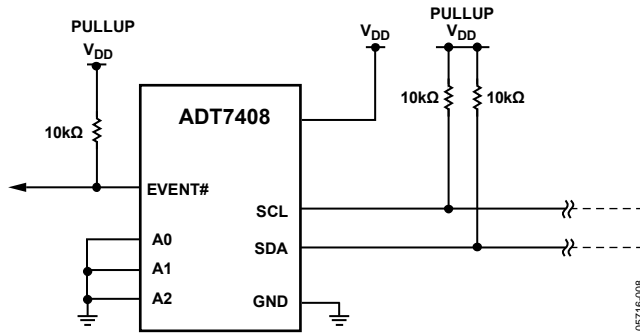 PULLUP
VDD
10kΩ
ADT7408
VDD
PULLUP
VDD
10kΩ
10kΩ
EVENT#
A0
A1
A2
SCL
SDA
GND
05716-008